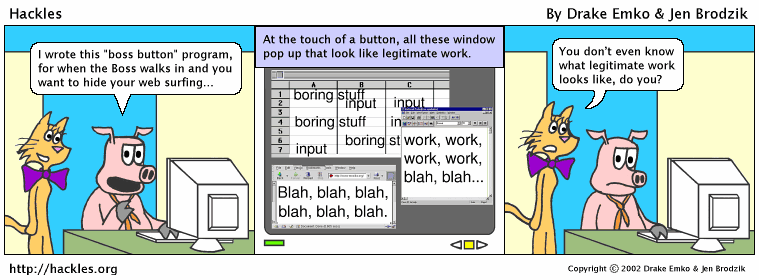 Hackles
By Drake Emko & Jen Brodzik
I wrote this "boss button" program,
for when the Boss walks in and you
want to hide your web surfing...
At the touch of a button, all these window
pop up that look like legitimate work.
A B C
1 boring stuff
2 input input
3
4 boring stuff
5
6 boring stuff
7 input
work, work,
work, work,
blah, blah...
Blah, blah, blah,
blah, blah, blah.
You don't even know
what legitimate work
looks like, do you?
http://hackles.org
Copyright © 2002 Drake Emko & Jen Brodzik